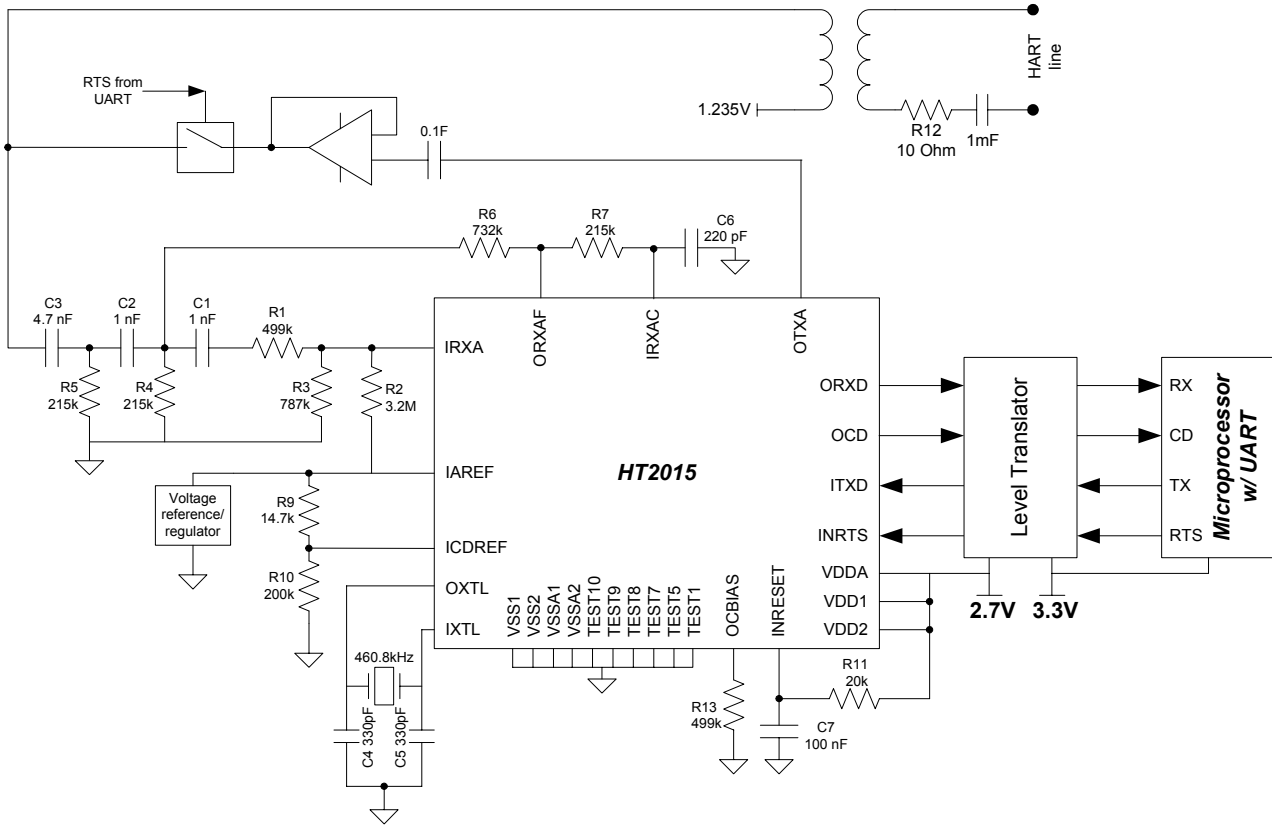 HART
line
RTS from
UART
1.235V
R12
10 Ohm
1mF
0.1F
R6
732k
R7
215k
C6
220 pF
C3
4.7 nF
C2
1 nF
C1
1 nF
R1
499k
R5
215k
R4
215k
R3
787k
R2
3.2M
IRXA
ORXAF
IRXAC
OTXA
ORXD
OCD
ITXD
INRTS
VDDA
VDD1
VDD2
Level Translator
RX
CD
TX
RTS
Microprocessor
w/ UART
2.7V
3.3V
HT2015
IAREF
Voltage
reference/
regulator
R9
14.7k
ICDREF
R10
200k
OXTL
IXTL
VSS1
VSS2
VSSA1
VSSA2
TEST10
TEST9
TEST8
TEST7
TEST5
TEST1
OCBIAS
INRESET
460.8kHz
C4 330pF
C5 330pF
R13
499k
R11
20k
C7
100 nF